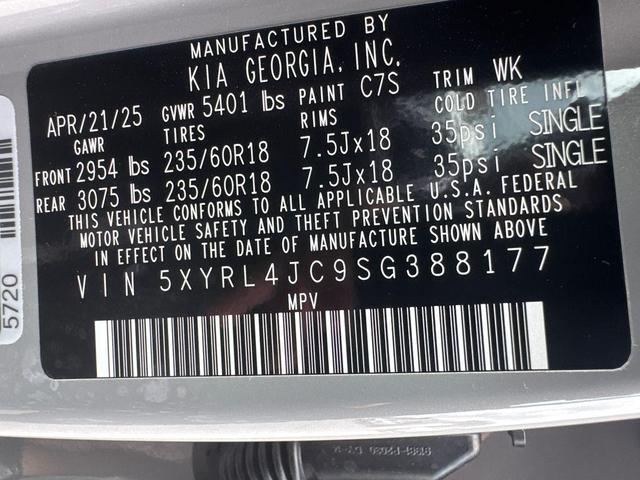 MANUFACTURED BY
KIA GEORGIA, INC.
APR/21/25 GVWR 5401 lbs PAINT C7S TRIM WK
GAWR TIRES RIMS COLD TIRE INFL
FRONT 2954 lbs 235/60R18 7.5Jx18 35psi SINGLE
REAR 3075 lbs 235/60R18 7.5Jx18 35psi SINGLE
THIS VEHICLE CONFORMS TO ALL APPLICABLE U.S.A. FEDERAL
MOTOR VEHICLE SAFETY AND THEFT PREVENTION STANDARDS
IN EFFECT ON THE DATE OF MANUFACTURE SHOWN ABOVE
VIN 5XYRL4JC9SG388177
MPV
5720